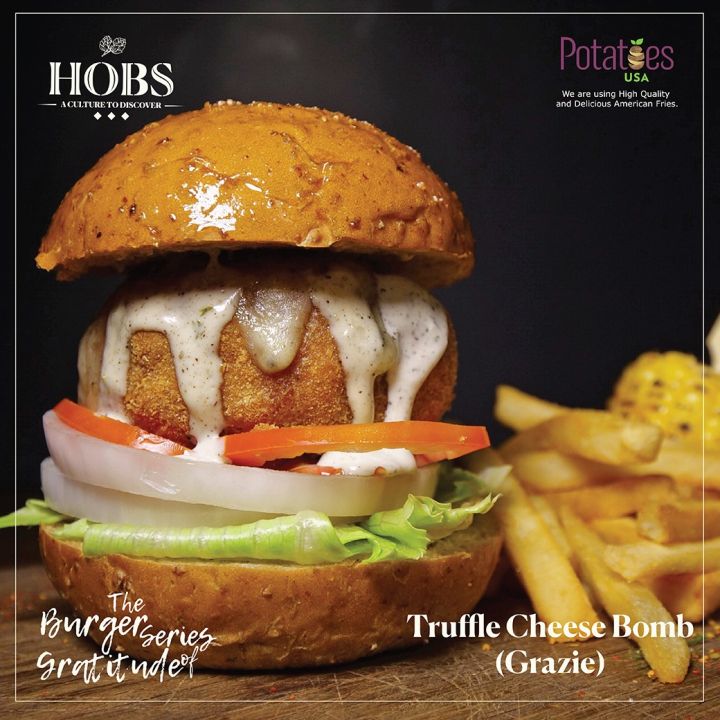 HOBS
A CULTURE TO DISCOVER
Potatoes
USA
We are using High Quality
and Delicious American Fries.
The
Burger Series
of
Gratitude
Truffle Cheese Bomb
(Grazie)